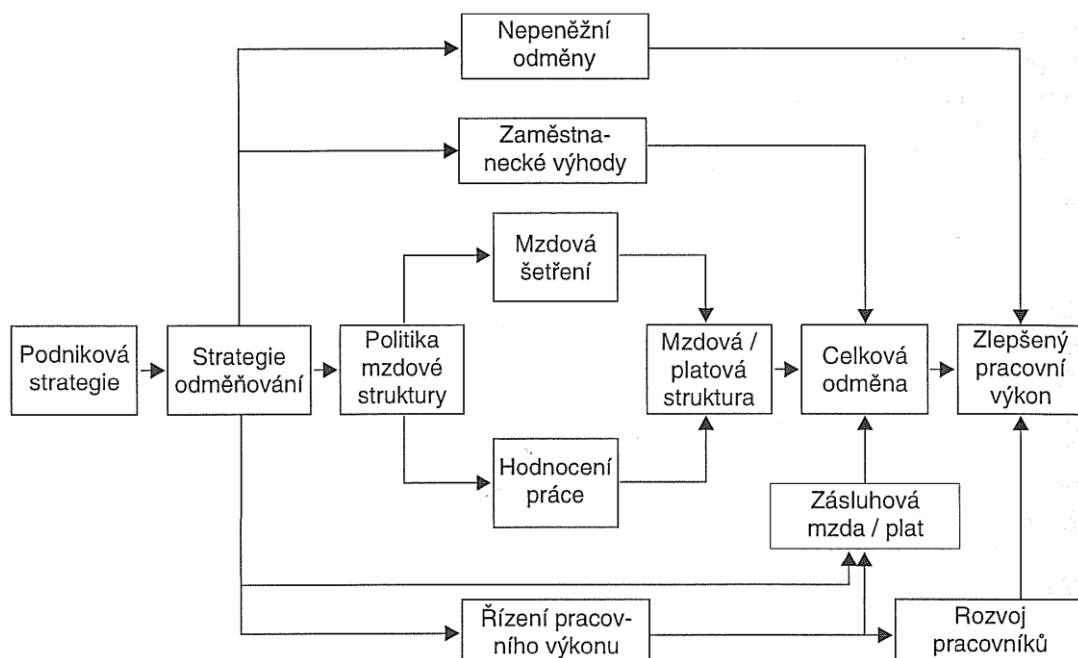 Nepeněžní
odměny
Zaměstna-
necké výhody
Mzdová
šetření
Podniková
strategie
Strategie
odměňování
Politika
mzdové
struktury
Mzdová /
platová
struktura
Celková
odměna
Zlepšený
pracovní
výkon
Hodnocení
práce
Zásluhová
mzda / plat
Řízení pracov-
ního výkonu
Rozvoj
pracovníků